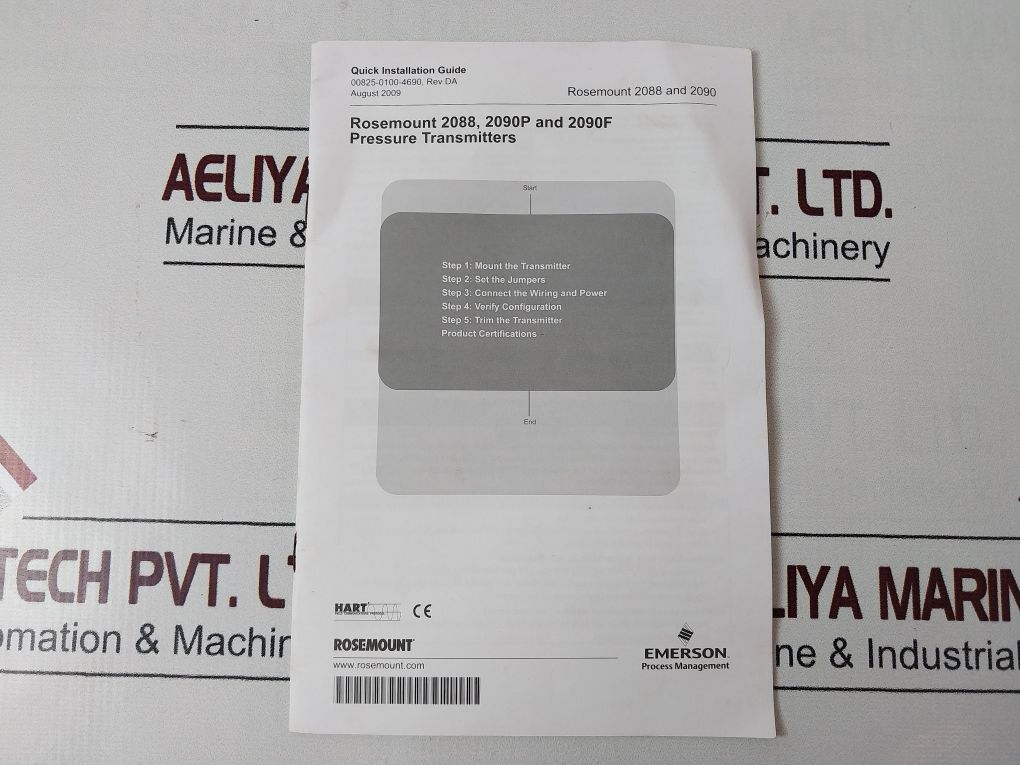 Quick Installation Guide
00825-0100-4690, Rev DA
August 2009
Rosemount 2088 and 2090
Rosemount 2088, 2090P and 2090F
Pressure Transmitters
Start
Step 1: Mount the Transmitter
Step 2: Set the Jumpers
Step 3: Connect the Wiring and Power
Step 4: Verify Configuration
Step 5: Trim the Transmitter
Product Certifications
End
HART
CE
ROSEMOUNT
www.rosemount.com
EMERSON
Process Management
AELIYA
T. LTD.
Marine &
achinery
TECH PVT. LT
omation & Machin
LIYA MARIN
ne & Industrial